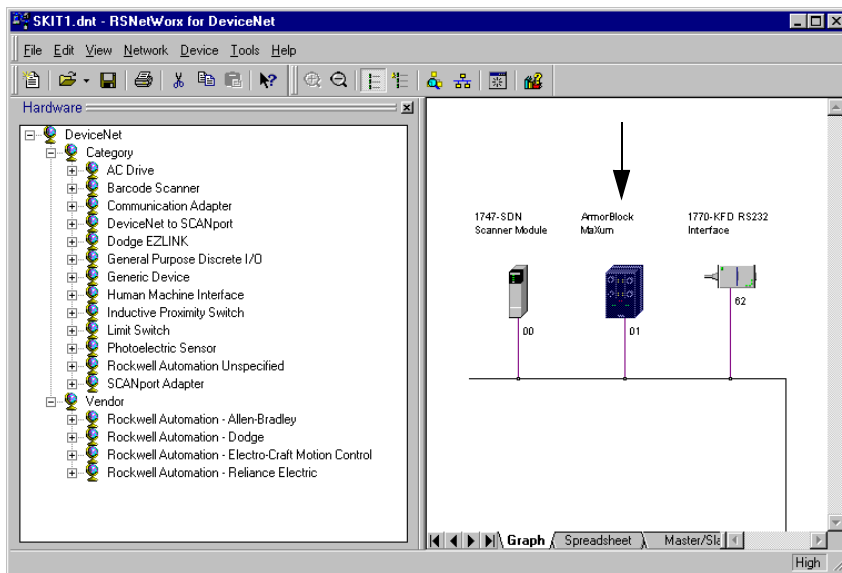 SKIT1.dnt - RSNetWorx for DeviceNet
File Edit View Network Device Tools Help
Hardware
DeviceNet
Category
AC Drive
Barcode Scanner
Communication Adapter
DeviceNet to SCANport
Dodge EZLINK
General Purpose Discrete I/O
Generic Device
Human Machine Interface
Inductive Proximity Switch
Limit Switch
Photoelectric Sensor
Rockwell Automation Unspecified
SCANport Adapter
Vendor
Rockwell Automation - Allen-Bradley
Rockwell Automation - Dodge
Rockwell Automation - Electro-Craft Motion Control
Rockwell Automation - Reliance Electric
1747-SDN
Scanner Module
00
ArmorBlock
MaXum
01
1770-KFD RS232
Interface
62
Graph Spreadsheet Master/Sla
High